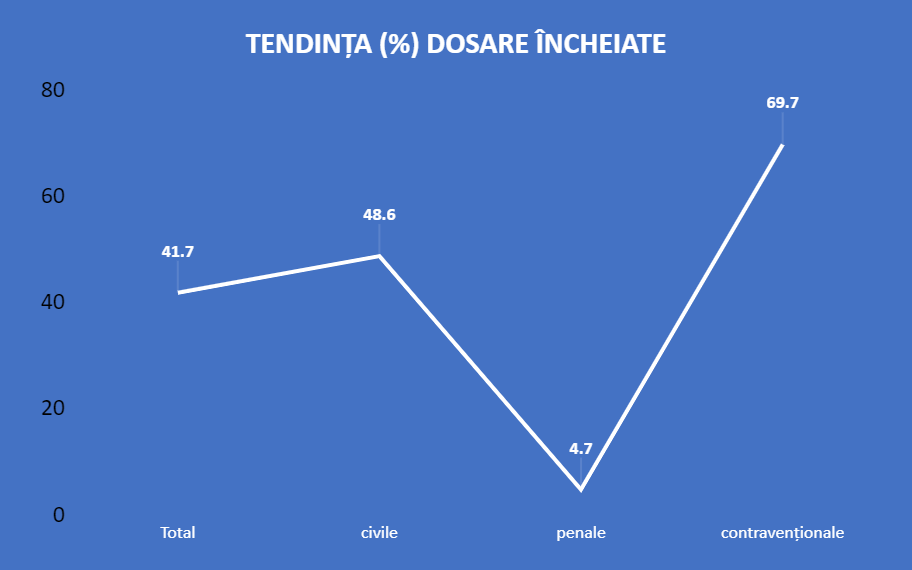 TENDINȚA (%) DOSARE ÎNCHEIATE
80
60
40
20
0
41.7
48.6
4.7
69.7
Total
civile
penale
contravenționale